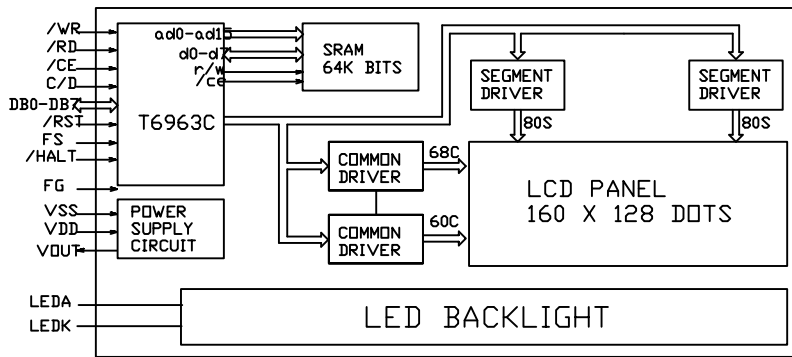 /WR
/RD
/CE
C/D
DB0-DB7
/RST
FS
/HALT
FG
VSS
VDD
VOUT
LEDA
LEDK
ad0-ad15
d0-d7
r/w
/ce
T6963C
SRAM
64K BITS
SEGMENT
DRIVER
80S
SEGMENT
DRIVER
80S
COMMON
DRIVER
68C
COMMON
DRIVER
60C
LCD PANEL
160 X 128 DOTS
POWER
SUPPLY
CIRCUIT
LED BACKLIGHT